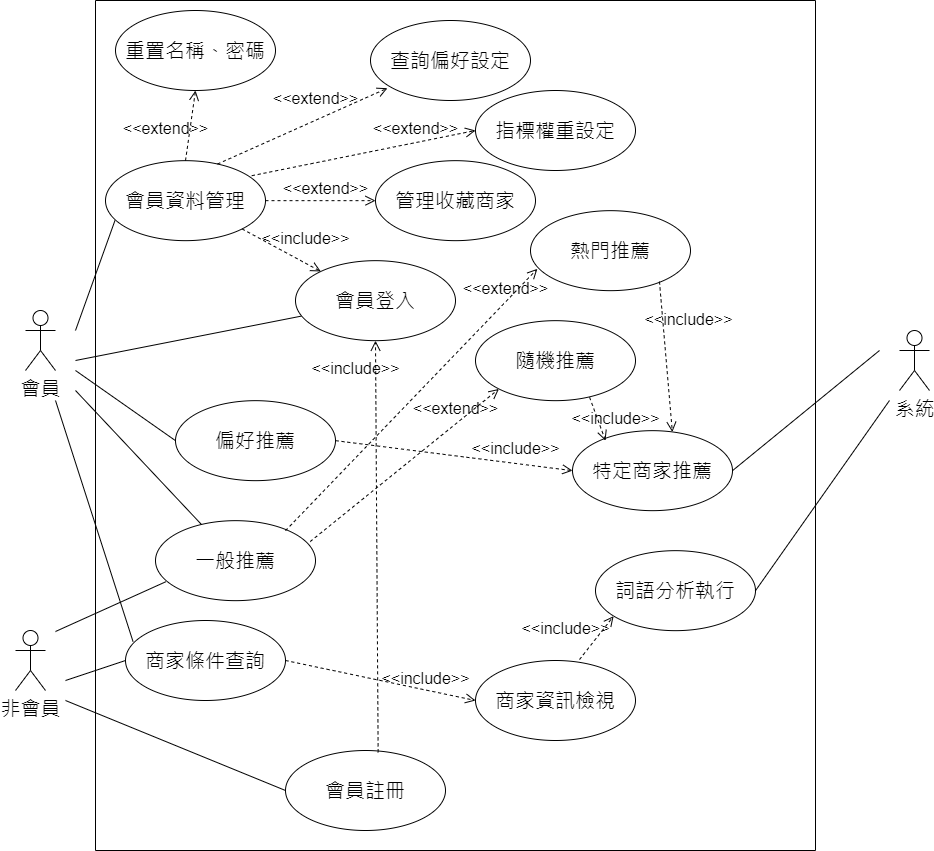 重置名稱、密碼
查詢偏好設定
<<extend>>
<<extend>>
<<extend>>
指標權重設定
會員資料管理
<<extend>>
管理收藏商家
<<include>>
熱門推薦
會員登入
<<extend>>
<<include>>
會員
<<include>>
隨機推薦
系統
<<extend>>
<<include>>
偏好推薦
<<include>>
特定商家推薦
一般推薦
詞語分析執行
<<include>>
非會員
商家條件查詢
<<include>>
商家資訊檢視
會員註冊